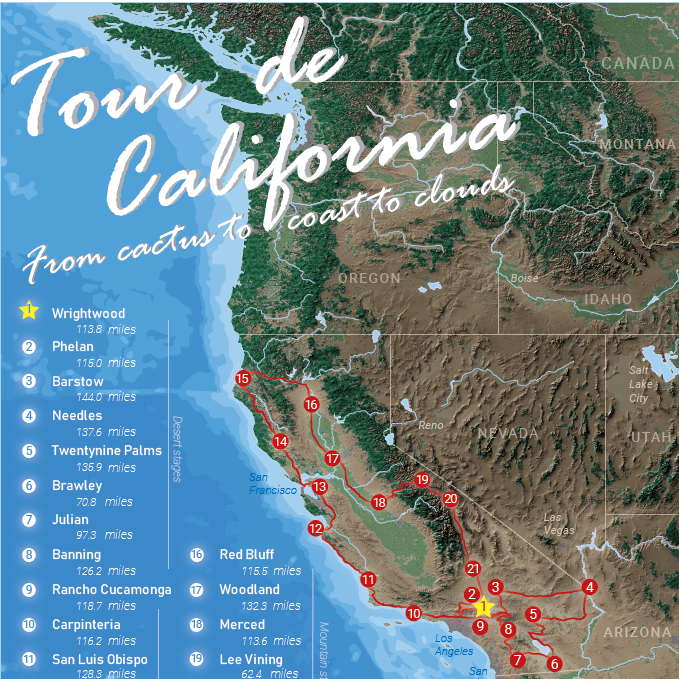 Tour de
California
From cactus to coast to clouds
CANADA
MONTANA
OREGON
Boise
IDAHO
Salt
Lake
City
UTAH
Reno
NEVADNE
Las
Vegas
ARIZONA
San
Francisco
Los
Angeles
San
1 Wrightwood
113.8 miles
2 Phelan
115.0 miles
3 Barstow
144.0 miles
4 Needles
137.6 miles
5 Twentynine Palms
135.9 miles
6 Brawley
70.8 miles
7 Julian
97.3 miles
8 Banning
126.2 miles
9 Rancho Cucamonga
118.7 miles
10 Carpinteria
116.2 miles
11 San Luis Obispo
128.3 miles
Desert stages
16 Red Bluff
115.5 miles
17 Woodland
132.3 miles
18 Merced
113.6 miles
19 Lee Vining
62.4 miles
Mountain s
15
16
14
17
13
19
18
20
12
21
11
2
3
4
1
10
5
9
8
7
6